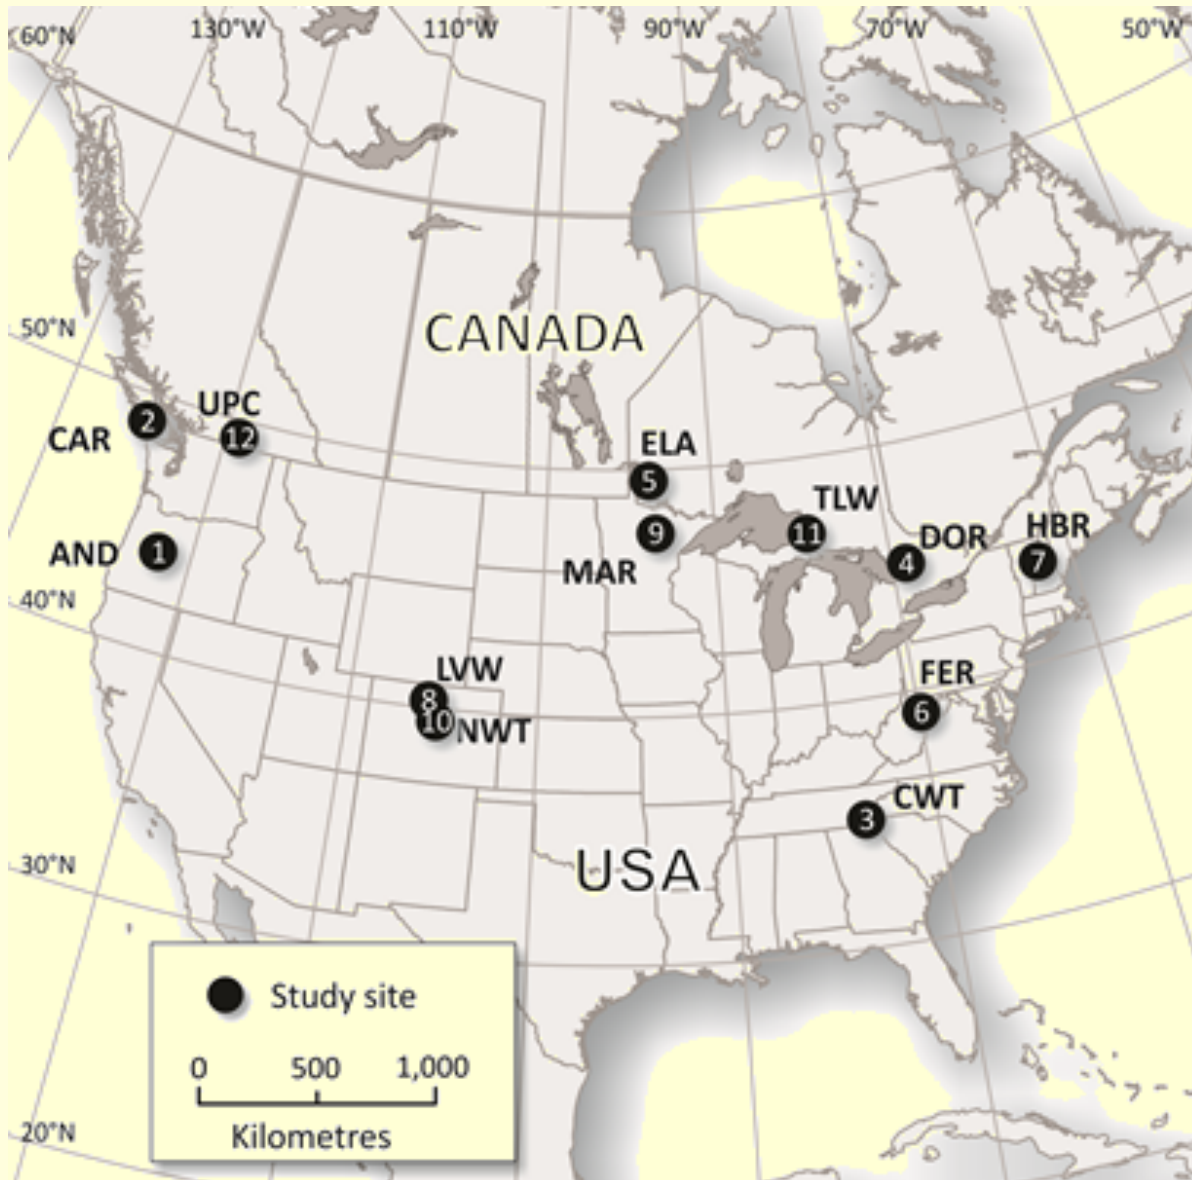 60°N
130°W
110°W
90°W
70°W
50°W
50°N
CANADA
2
UPC
CAR
12
ELA
5
TLW
9
11
DOR
HBR
AND
1
MAR
4
7
40°N
LVW
8
FER
10
NWT
6
CWT
3
30°N
USA
Study site
0 500 1,000
Kilometres
20°N